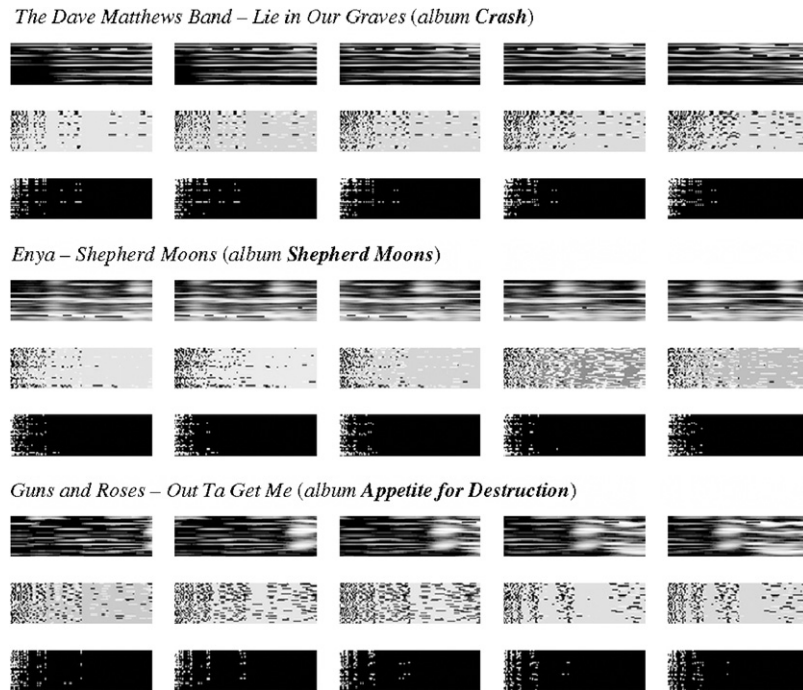 The Dave Matthews Band – Lie in Our Graves (album Crash)
Enya – Shepherd Moons (album Shepherd Moons)
Guns and Roses – Out Ta Get Me (album Appetite for Destruction)